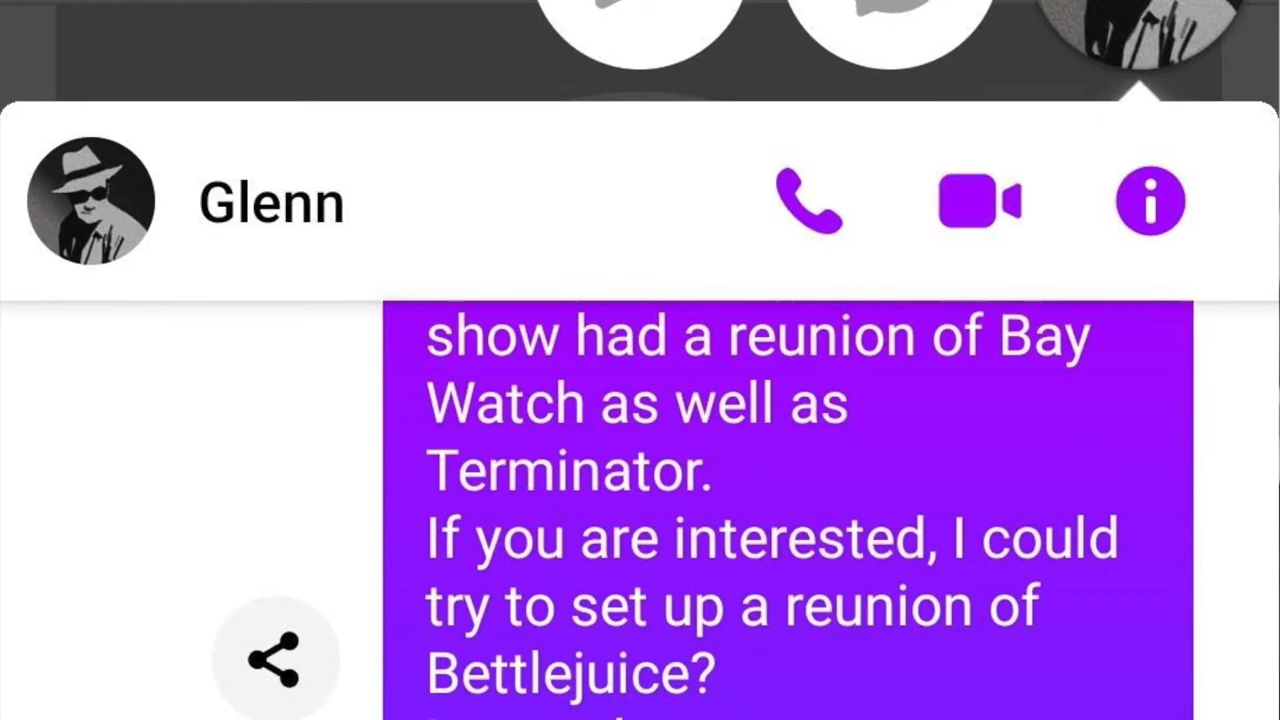 Glenn
show had a reunion of Bay
Watch as well as
Terminator.
If you are interested, I could
try to set up a reunion of
Bettlejuice?